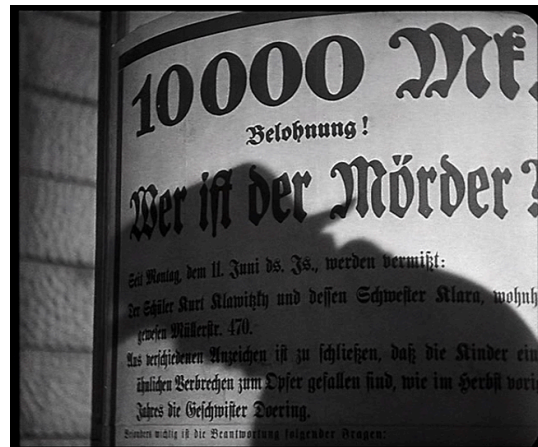 10000 Mk.
Belohnung!
Wer ist der Mörder?
Seit Montag, dem 11. Juni ds. Js., werden vermißt:
Der Schüler Kurt Klawitzky und dessen Schwester Klara, wohnh
gewesen Müllerstr. 470.
Aus verschiedenen Anzeichen ist zu schließen, daß die Kinder ein
ähnlichen Verbrechen zum Opfer gefallen sind, wie im Herbst vori
Jahres die Geschwister Doering.
Besonders wichtig ist die Beantwortung folgender Fragen: